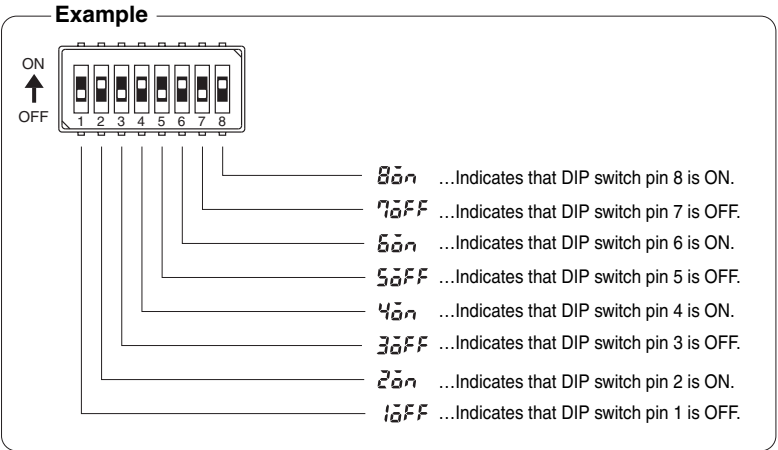 Example
ON
OFF
1 2 3 4 5 6 7 8
8on ...Indicates that DIP switch pin 8 is ON.
7oFF ...Indicates that DIP switch pin 7 is OFF.
6on ...Indicates that DIP switch pin 6 is ON.
5oFF ...Indicates that DIP switch pin 5 is OFF.
4on ...Indicates that DIP switch pin 4 is ON.
3oFF ...Indicates that DIP switch pin 3 is OFF.
2on ...Indicates that DIP switch pin 2 is ON.
1oFF ...Indicates that DIP switch pin 1 is OFF.